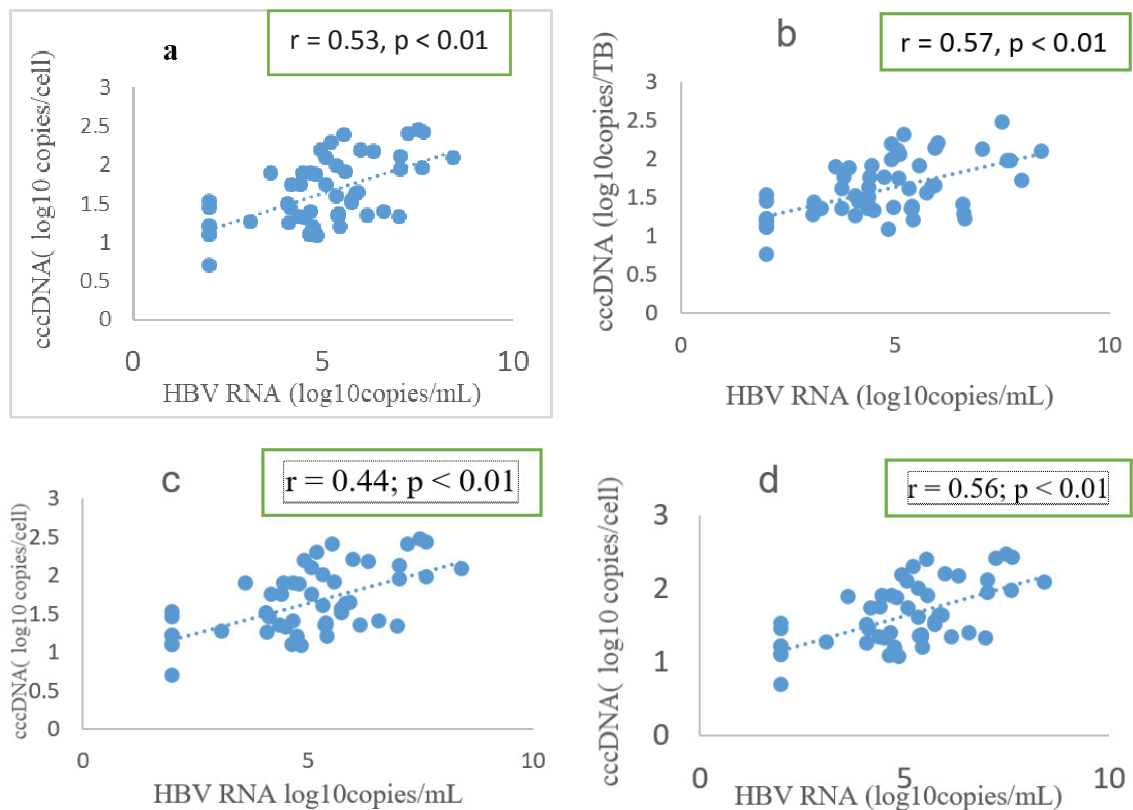 a
r = 0.53, p < 0.01
cccDNA( log10 copies/cell)
3
2.5
2
1.5
1
0.5
0
0
5
10
HBV RNA (log10copies/mL)
b
r = 0.57, p < 0.01
cccDNA (log10copies/TB)
3
2.5
2
1.5
1
0.5
0
0
5
10
HBV RNA (log10copies/mL)
c
r = 0.44; p < 0.01
cccDNA( log10 copies/cell)
3
2.5
2
1.5
1
0.5
0
0
5
10
HBV RNA log10copies/mL
d
r = 0.56; p < 0.01
cccDNA( log10 copies/cell)
3
2
1
0
0
5
10
HBV RNA (log10copies/mL)